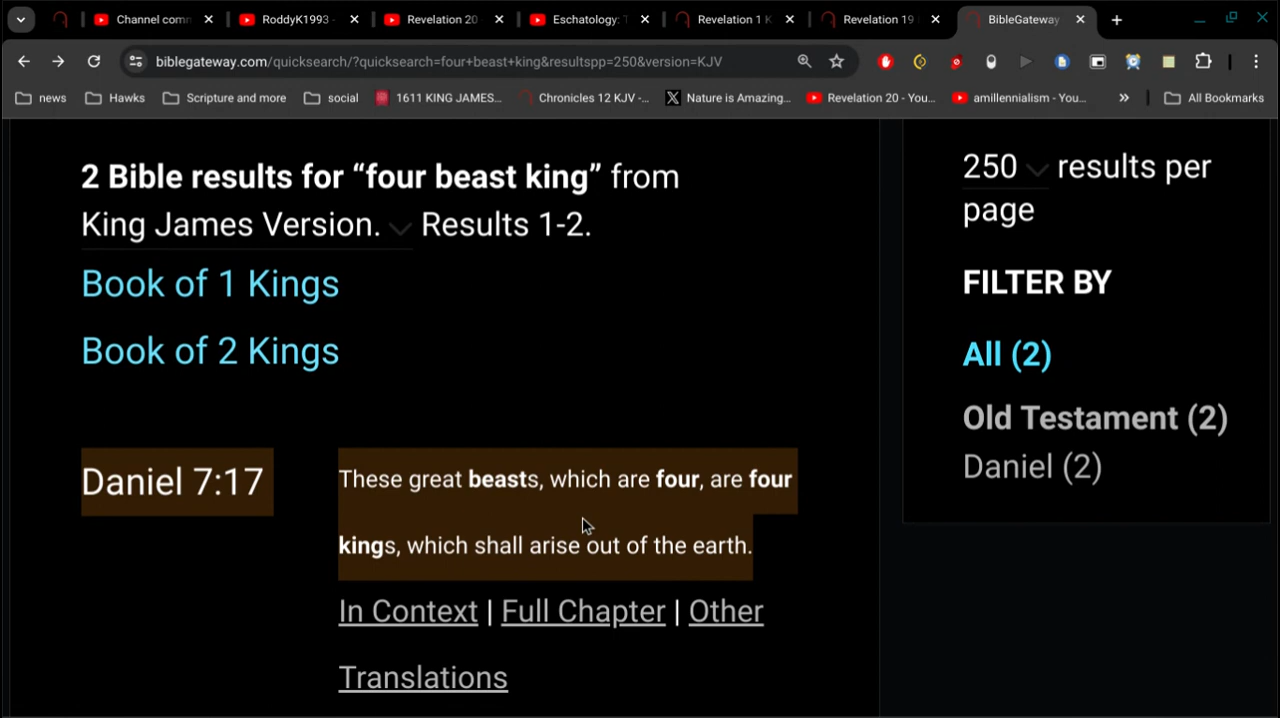 Channel com
RoddyK1993 -
Revelation 20
Eschatology: T
Revelation 1 K
Revelation 19
BibleGateway
biblegateway.com/quicksearch/?quicksearch=four+beast+king&resultspp=250&version=KJV
news
Hawks
Scripture and more
social
1611 KING JAMES...
Chronicles 12 KJV -...
Nature is Amazing...
Revelation 20 - You...
amillennialism - You...
All Bookmarks
2 Bible results for “four beast king” from
King James Version. Results 1-2.
Book of 1 Kings
Book of 2 Kings
Daniel 7:17
These great beasts, which are four, are four
kings, which shall arise out of the earth.
In Context | Full Chapter | Other
Translations
250 results per
page
FILTER BY
All (2)
Old Testament (2)
Daniel (2)